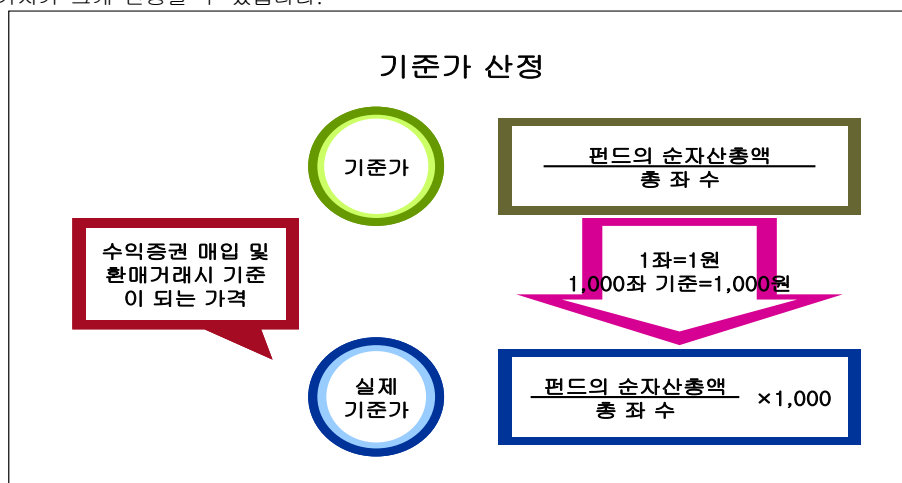 기준가 산정
기준가
펀드의 순자산총액
총 좌 수
수익증권 매입 및
환매거래시 기준
이 되는 가격
1좌=1원
1,000좌 기준=1,000원
실제
기준가
펀드의 순자산총액
총 좌 수
×1,000